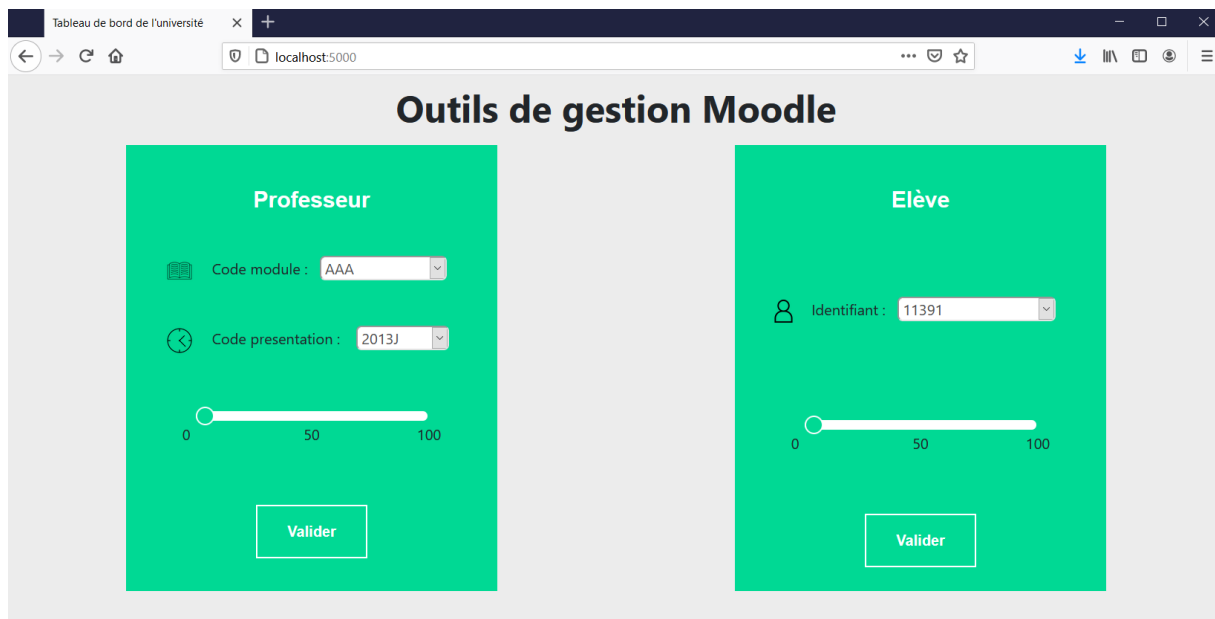 Tableau de bord de l'université
localhost:5000
Outils de gestion Moodle
Professeur
Code module : AAA
Code presentation : 2013J
0 50 100
Valider
Elève
Identifiant : 11391
0 50 100
Valider